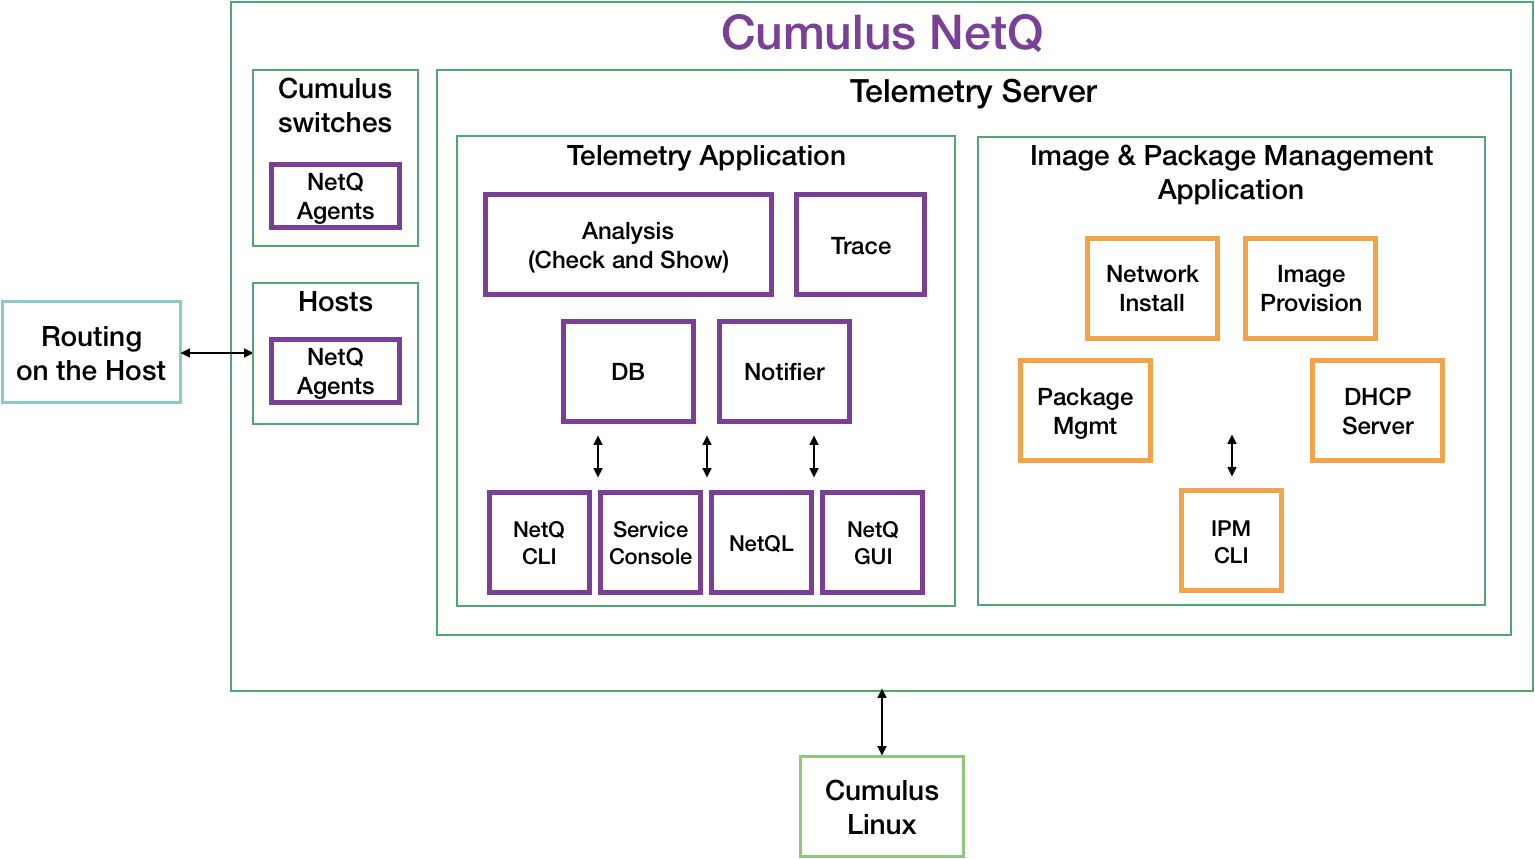 Cumulus NetQ
Cumulus
switches
NetQ
Agents
Hosts
NetQ
Agents
Routing
on the Host
Telemetry Server
Telemetry Application
Analysis
(Check and Show)
Trace
DB
Notifier
NetQ
CLI
Service
Console
NetQL
NetQ
GUI
Image & Package Management
Application
Network
Install
Image
Provision
Package
Mgmt
DHCP
Server
IPM
CLI
Cumulus
Linux